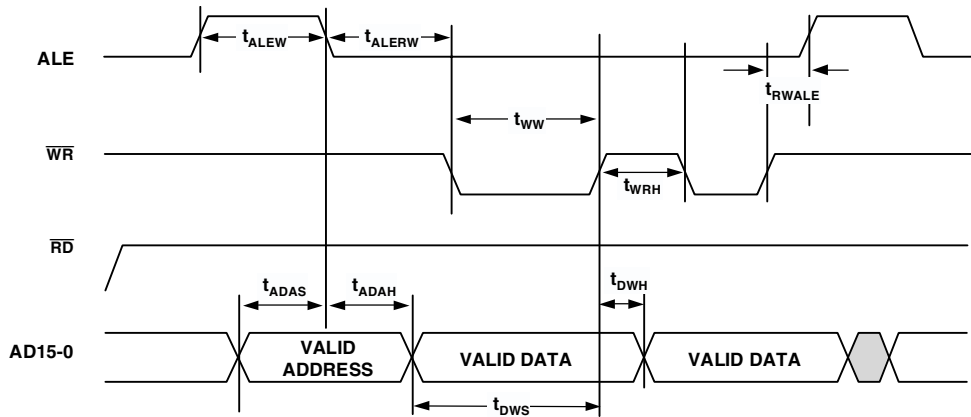 ALE
tALEW
tALERW
tRWALE
tWW
WR
tWRH
RD
tADAS
tADAH
tDWH
AD15-0
VALID ADDRESS
VALID DATA
VALID DATA
tDWS